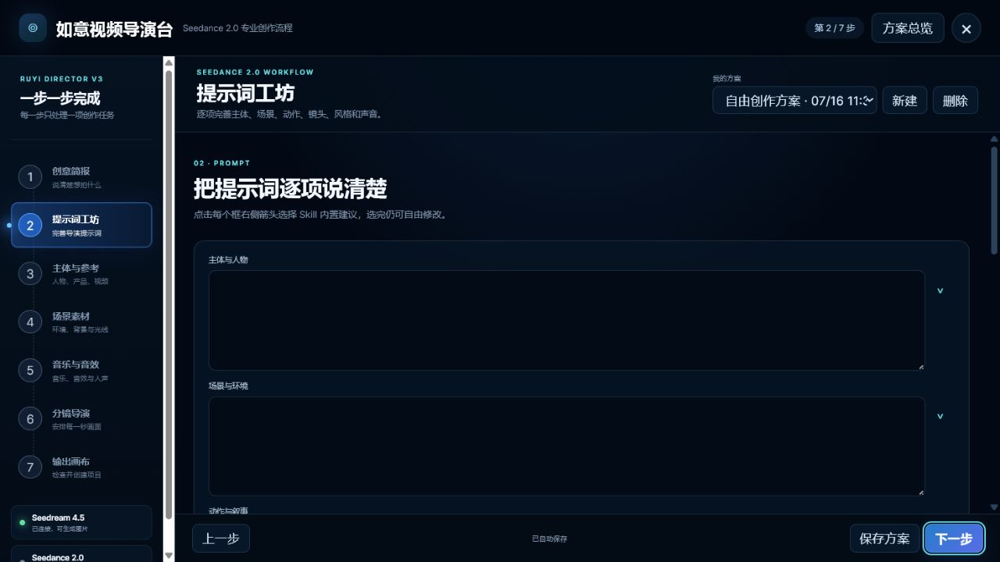 如意视频导演台
Seedance 2.0 专业创作流程
第 2 / 7 步
方案总览
RUYI DIRECTOR V3
一步一步完成
每一步只处理一项创作任务
1
创意简报
说清楚想拍什么
2
提示词工坊
完善导演提示词
3
主体与参考
人物、产品、视频
4
场景素材
环境、背景与光线
5
音乐与音效
音乐、音效与人声
6
分镜导演
安排每一秒画面
7
输出画布
检查并创建项目
Seedream 4.5
已连接，可生成图片
Seedance 2.0
SEEDANCE 2.0 WORKFLOW
提示词工坊
逐项完善主体、场景、动作、镜头、风格和声音。
我的方案
自由创作方案 · 07/16 11:
新建
删除
02 · PROMPT
把提示词逐项说清楚
点击每个框右侧箭头选择 Skill 内置建议，选完仍可自由修改。
主体与人物
场景与环境
动作与叙事
上一步
已自动保存
保存方案
下一步